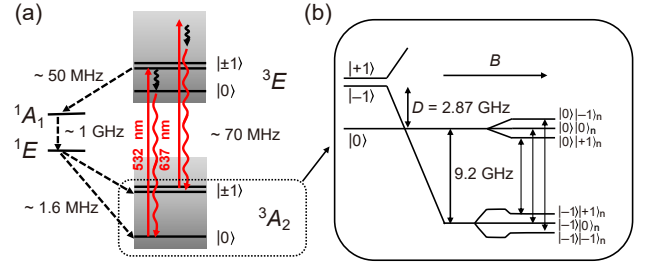 (a)
|±1⟩
|0⟩
³E
~ 50 MHz
¹A₁
~ 1 GHz
¹E
532 nm
637 nm
~ 70 MHz
~ 1.6 MHz
|±1⟩
|0⟩
³A₂
(b)
B
|+1⟩
|−1⟩
D = 2.87 GHz
|0⟩
|0⟩|−1⟩ₙ
|0⟩|0⟩ₙ
|0⟩|+1⟩ₙ
9.2 GHz
|−1⟩|+1⟩ₙ
|−1⟩|0⟩ₙ
|−1⟩|−1⟩ₙ